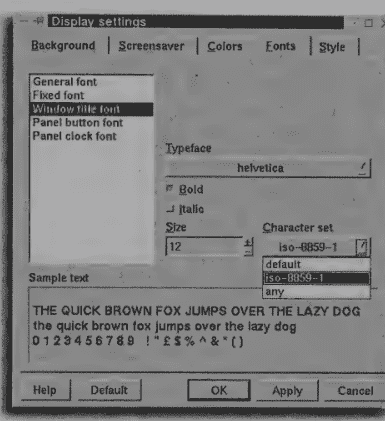 Display settings
Background Screensaver Colors Fonts Style
General font
Fixed font
Window title font
Panel button font
Panel clock font
Typeface
helvetica
Bold
Italic
Size
Character set
12
iso-8859-1
default
iso-8859-1
any
Sample text
THE QUICK BROWN FOX JUMPS OVER THE LAZY DOG
the quick brown fox jumps over the lazy dog
0 1 2 3 4 5 6 7 8 9 ! " £ $ % ^ & * ( )
Help Default OK Apply Cancel